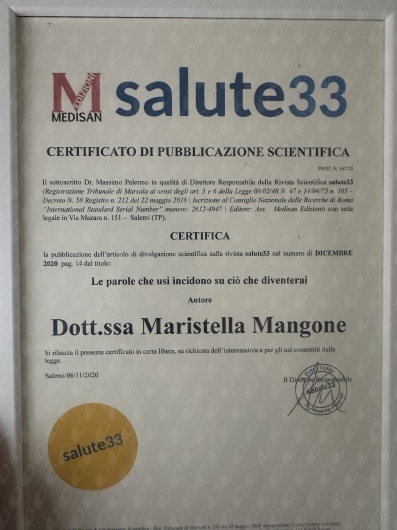 M EDIZIONI
MEDISAN
salute33
CERTIFICATO DI PUBBLICAZIONE SCIENTIFICA
PROT. N. 167/20
Il sottoscritto Dr. Massimo Palermo in qualità di Direttore Responsabile della Rivista Scientifica salute33
(Registrazione Tribunale di Marsala ai sensi degli art. 5 e 6 della Legge 08/02/48 N. 47 e 14/04/75 n. 105 –
Decreto N. 58 Registro n. 212 del 22 maggio 2018 | Iscrizione al Consiglio Nazionale delle Ricerche di Roma
"International Standard Serial Number" numero: 2612-4947 | Editore: Ass. Medisan Edizioni) con sede
legale in Via Mazara n. 151 – Salemi (TP).
CERTIFICA
la pubblicazione dell'articolo di divulgazione scientifica sulla rivista salute33 nel numero di DICEMBRE
2020 pag. 14 dal titolo:
Le parole che usi incidono su ciò che diventerai
Autore
Dott.ssa Maristella Mangone
Si rilascia il presente certificato in carta libera, su richiesta dell'interessato/a e per gli usi consentiti dalla
legge.
Salemi 06/11/2020
Il Direttore Responsabile
salute33
salute33